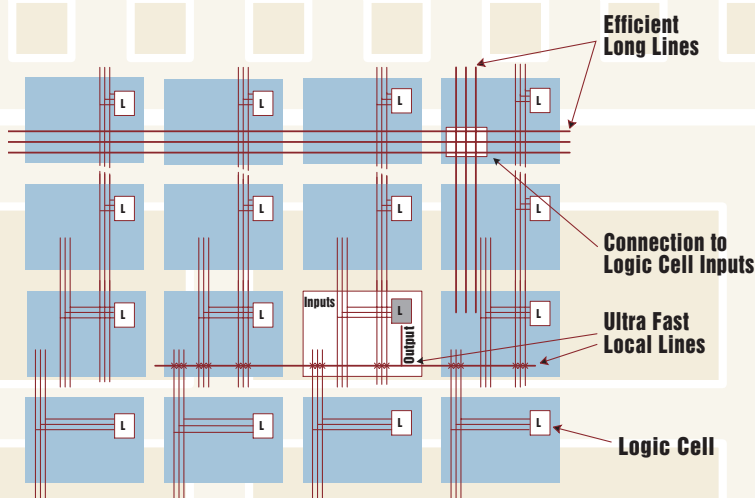 Efficient
Long Lines
L
L
L
L
L
L
L
L
Connection to
Logic Cell Inputs
Inputs
L
L
L
L
Output
Ultra Fast
Local Lines
L
L
L
L
Logic Cell